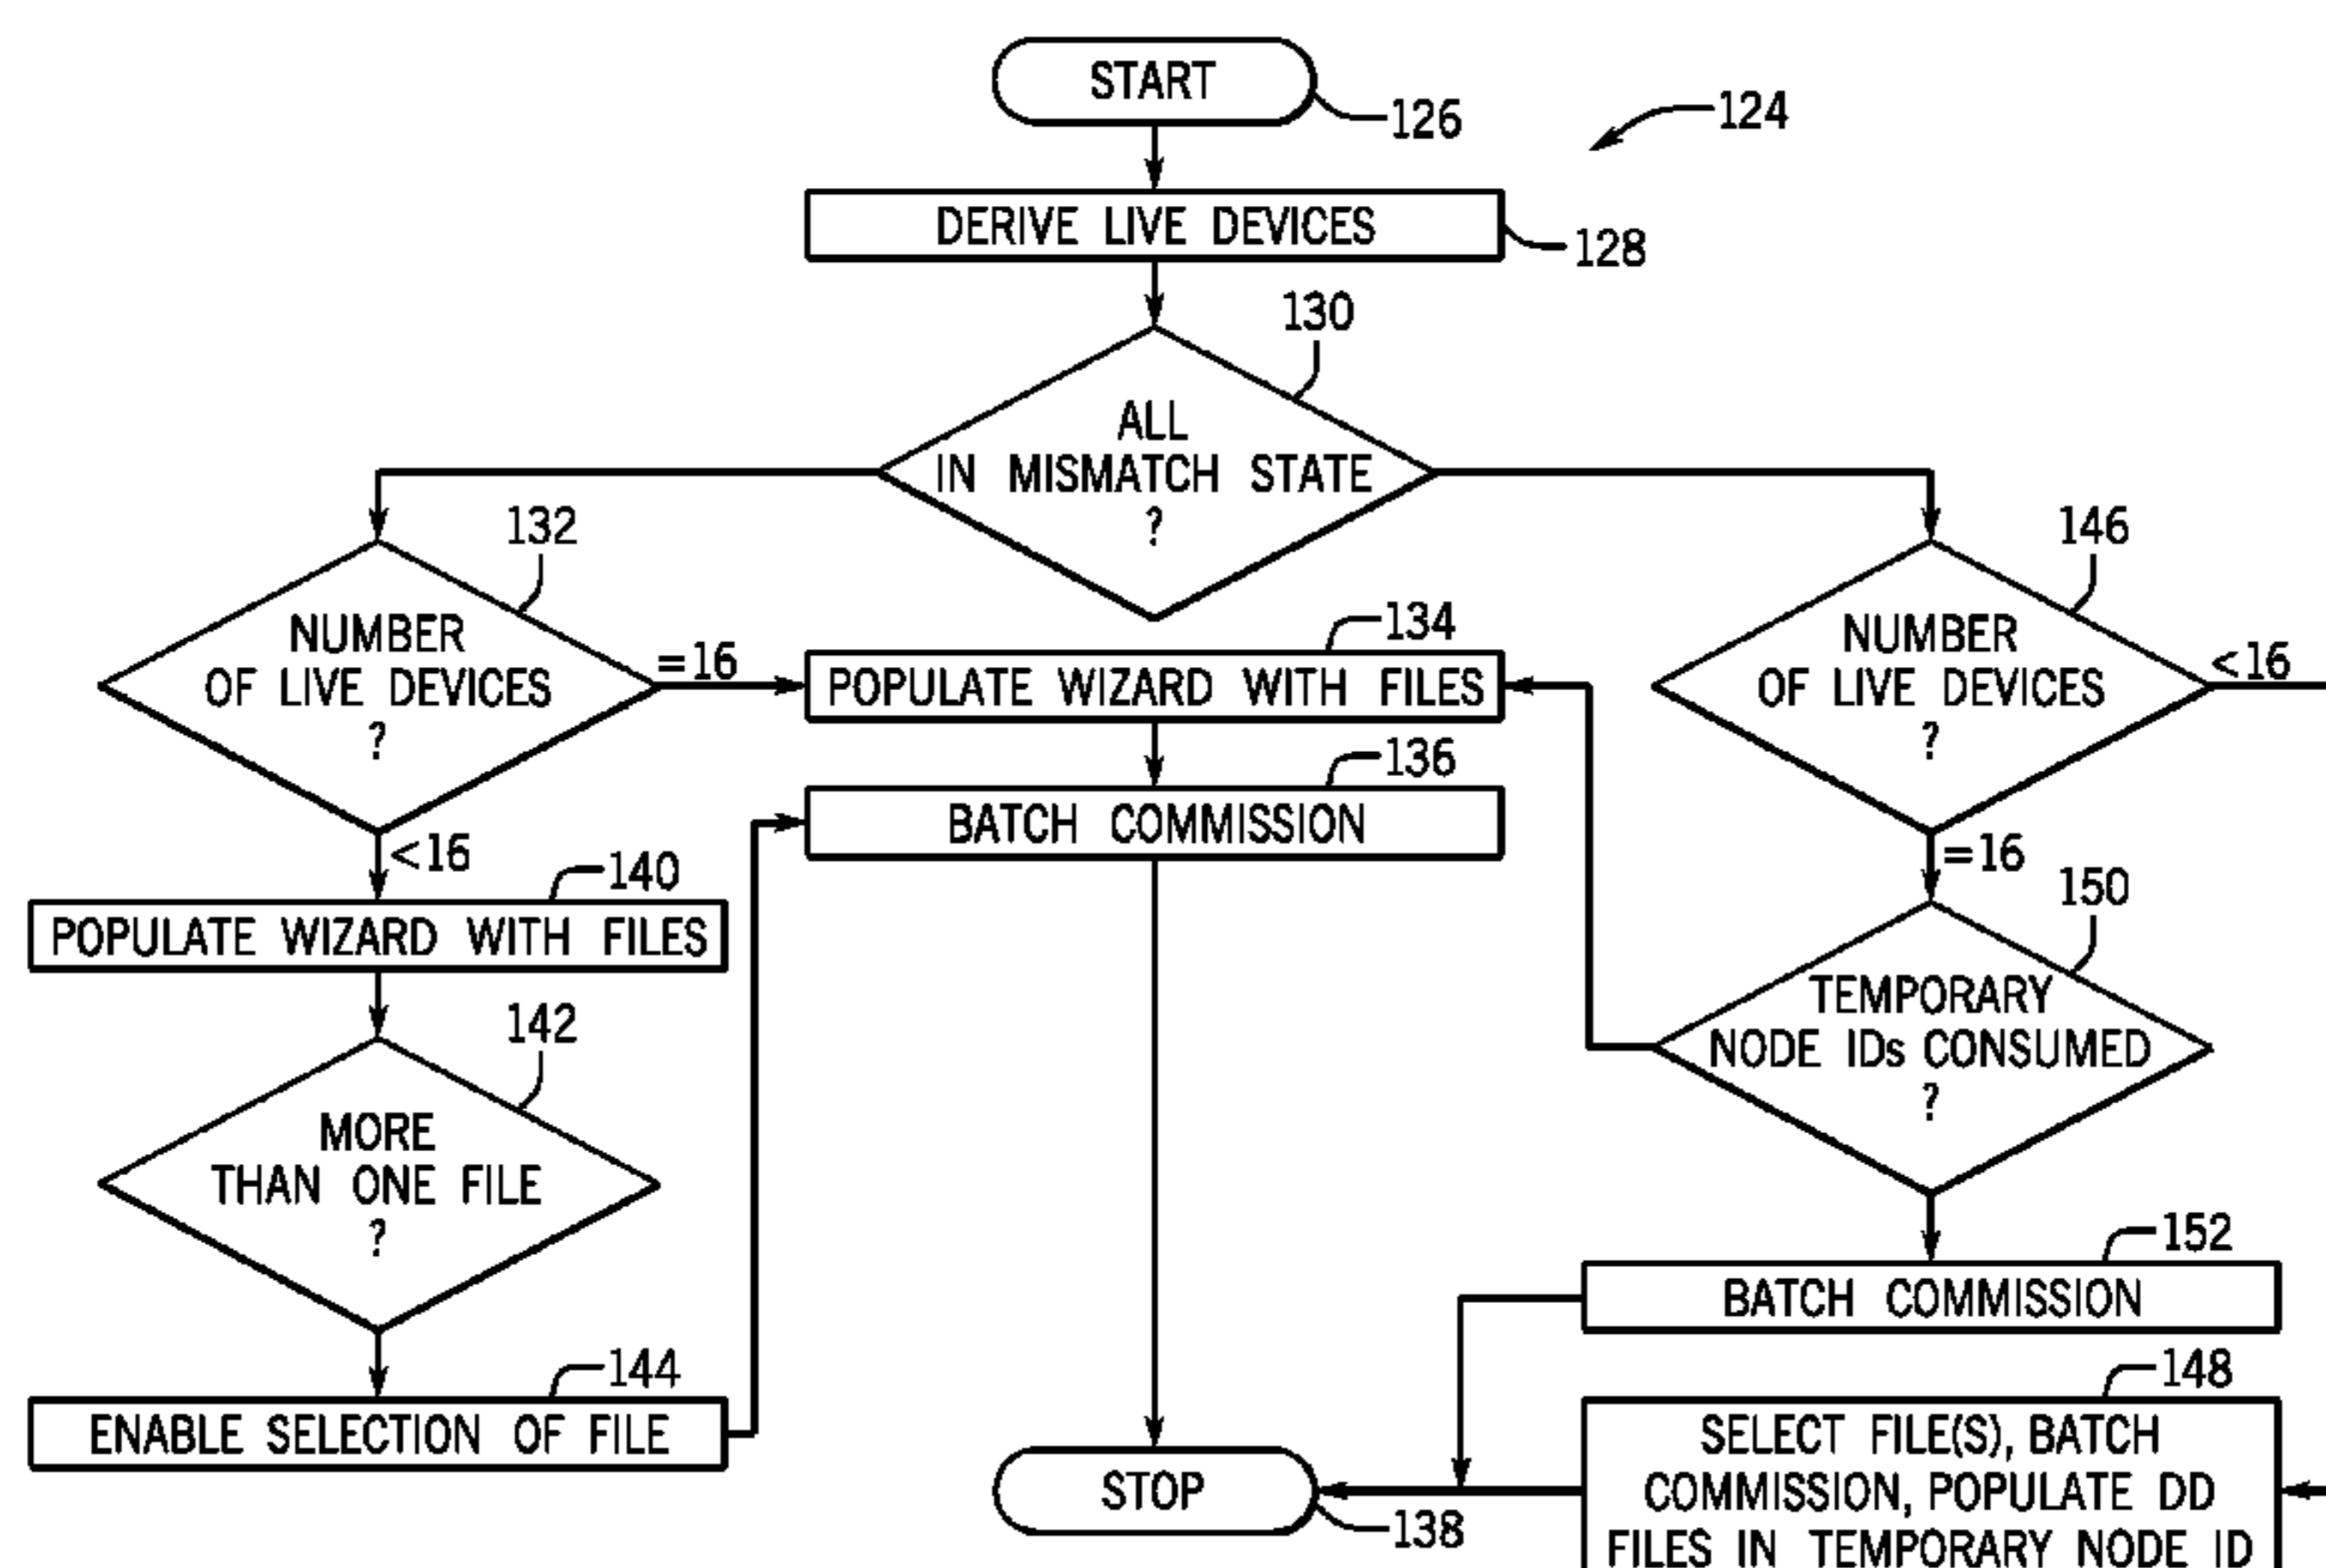 START
126
124
DERIVE LIVE DEVICES
128
130
ALL
IN MISMATCH STATE
?
132
NUMBER
OF LIVE DEVICES
?
=16
<16
134
POPULATE WIZARD WITH FILES
136
BATCH COMMISSION
146
NUMBER
OF LIVE DEVICES
?
<16
=16
140
POPULATE WIZARD WITH FILES
142
MORE
THAN ONE FILE
?
144
ENABLE SELECTION OF FILE
150
TEMPORARY
NODE IDs CONSUMED
?
152
BATCH COMMISSION
148
SELECT FILE(S), BATCH
COMMISSION, POPULATE DD
FILES IN TEMPORARY NODE ID
STOP
138